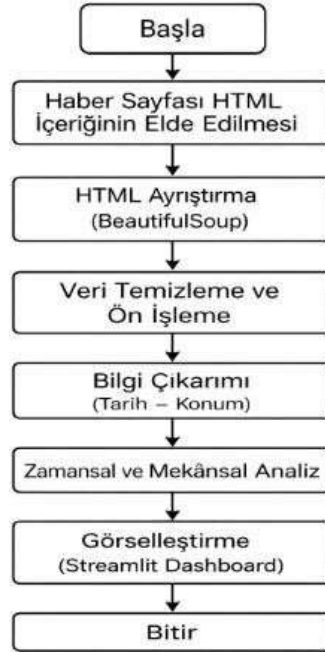 Başla
Haber Sayfası HTML
İçeriğinin Elde Edilmesi
HTML Ayrıştırma
(BeautifulSoup)
Veri Temizleme ve
Ön İşleme
Bilgi Çıkarımı
(Tarih – Konum)
Zamansal ve Mekânsal Analiz
Görselleştirme
(Streamlit Dashboard)
Bitir